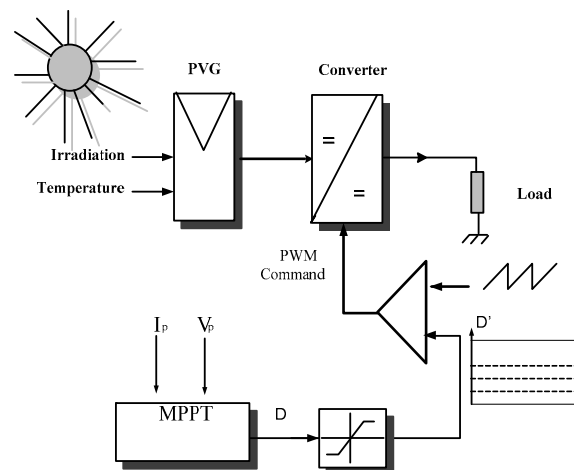 PVG
Converter
Irradiation
Temperature
=
=
Load
PWM
Command
D'
Ip
Vp
MPPT
D